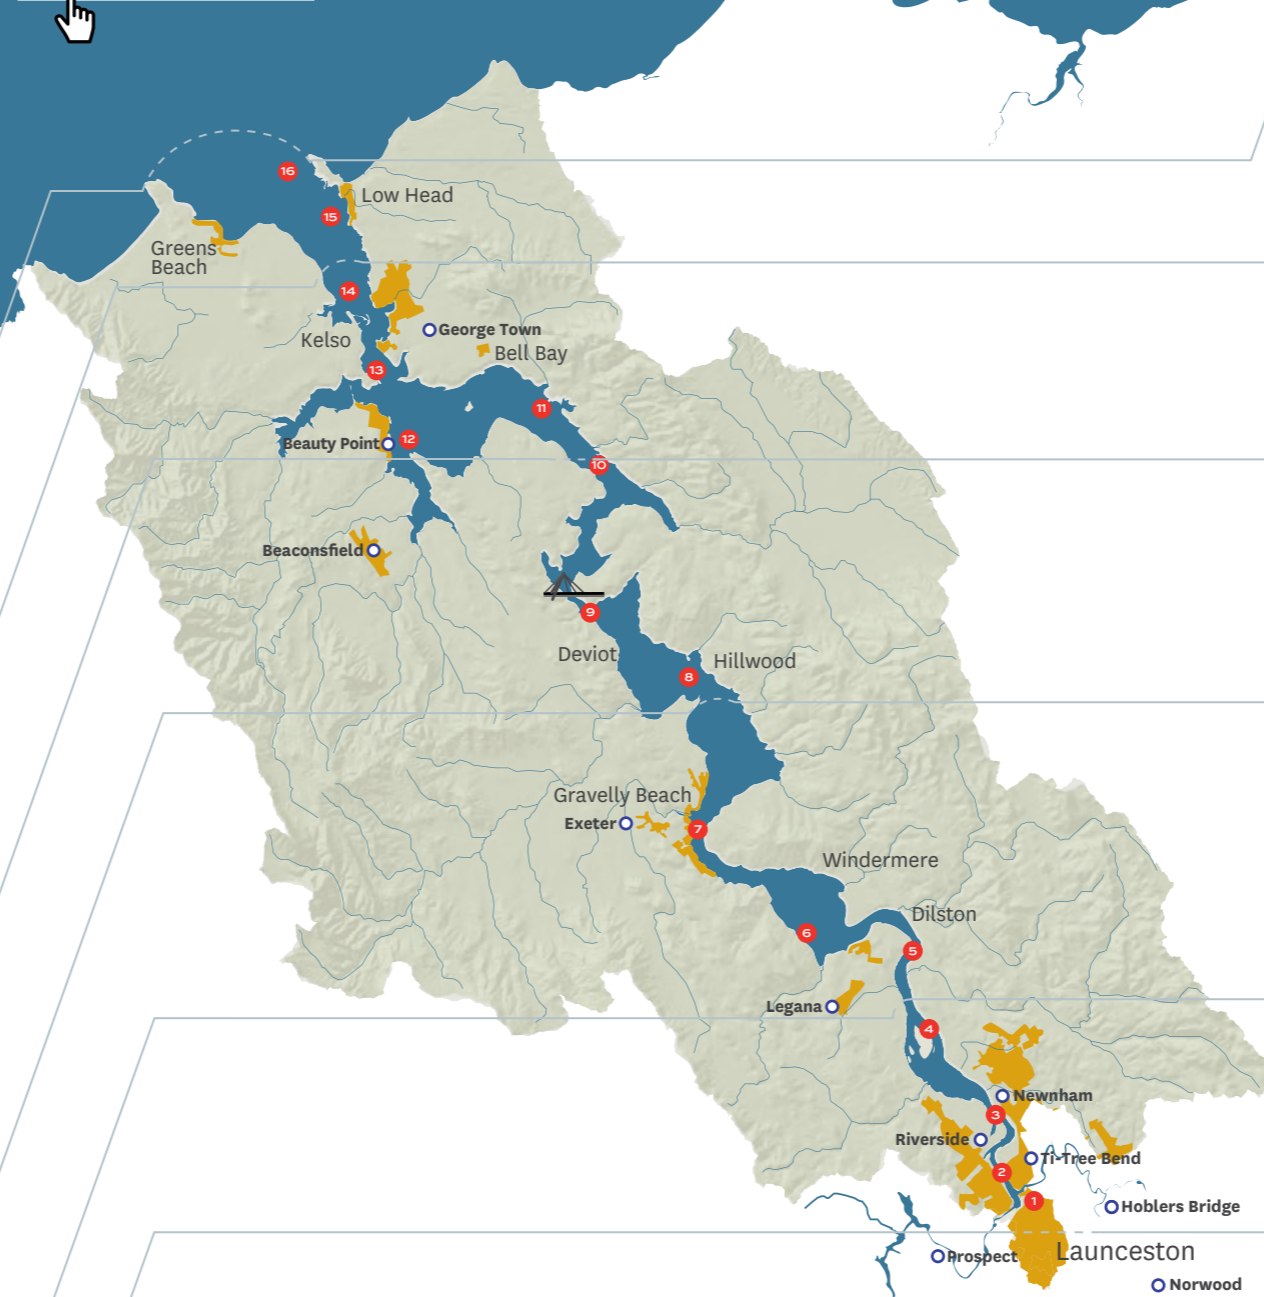 16
Low Head
15
Greens
Beach
14
George Town
Kelso
Bell Bay
13
11
12
Beauty Point
10
Beaconsfield
9
Deviot
Hillwood
8
Gravelly Beach
Exeter
7
Windermere
Dilston
6
5
Legana
4
Newnham
3
Riverside
Ti-Tree Bend
2
1
Hoblers Bridge
Launceston
Prospect
Norwood